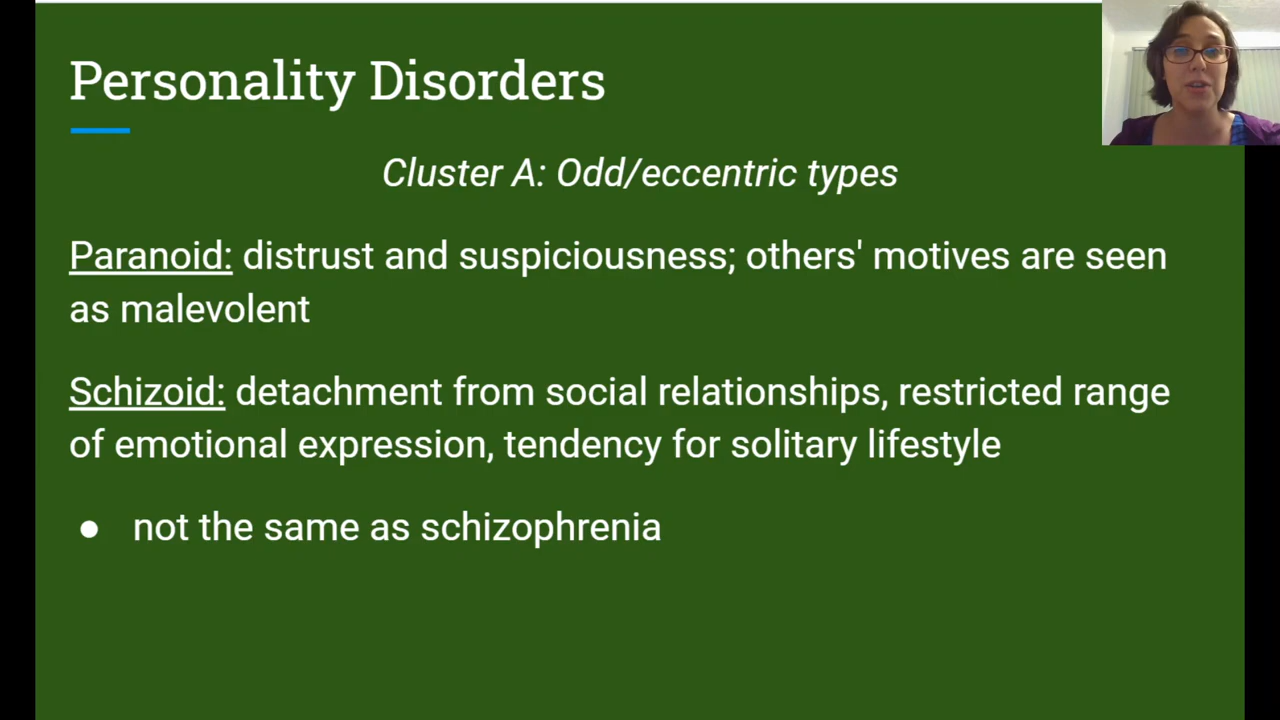 Personality Disorders
Cluster A: Odd/eccentric types
Paranoid: distrust and suspiciousness; others' motives are seen
as malevolent
Schizoid: detachment from social relationships, restricted range
of emotional expression, tendency for solitary lifestyle
● not the same as schizophrenia